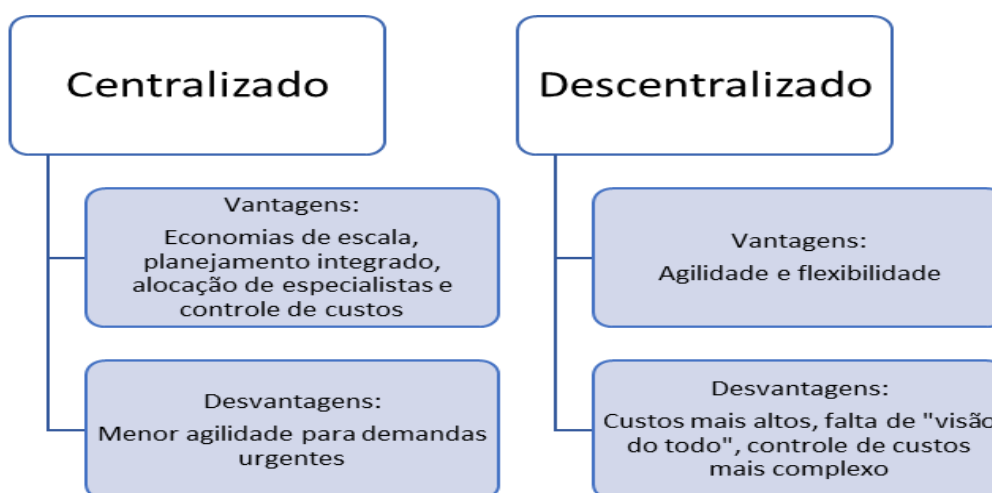 Centralizado
Vantagens:
Economias de escala,
planejamento integrado,
alocação de especialistas e
controle de custos
Desvantagens:
Menor agilidade para demandas
urgentes
Descentralizado
Vantagens:
Agilidade e flexibilidade
Desvantagens:
Custos mais altos, falta de "visão
do todo", controle de custos
mais complexo